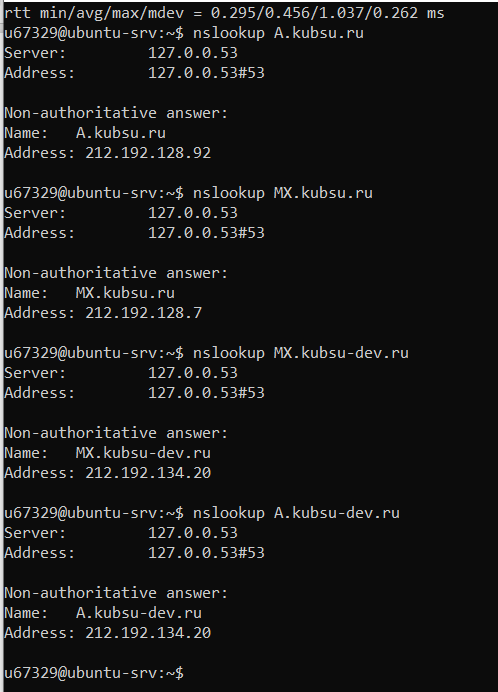 rtt min/avg/max/mdev = 0.295/0.456/1.037/0.262 ms
u67329@ubuntu-srv:~$ nslookup A.kubsu.ru
Server:         127.0.0.53
Address:        127.0.0.53#53

Non-authoritative answer:
Name:   A.kubsu.ru
Address: 212.192.128.92

u67329@ubuntu-srv:~$ nslookup MX.kubsu.ru
Server:         127.0.0.53
Address:        127.0.0.53#53

Non-authoritative answer:
Name:   MX.kubsu.ru
Address: 212.192.128.7

u67329@ubuntu-srv:~$ nslookup MX.kubsu-dev.ru
Server:         127.0.0.53
Address:        127.0.0.53#53

Non-authoritative answer:
Name:   MX.kubsu-dev.ru
Address: 212.192.134.20

u67329@ubuntu-srv:~$ nslookup A.kubsu-dev.ru
Server:         127.0.0.53
Address:        127.0.0.53#53

Non-authoritative answer:
Name:   A.kubsu-dev.ru
Address: 212.192.134.20

u67329@ubuntu-srv:~$